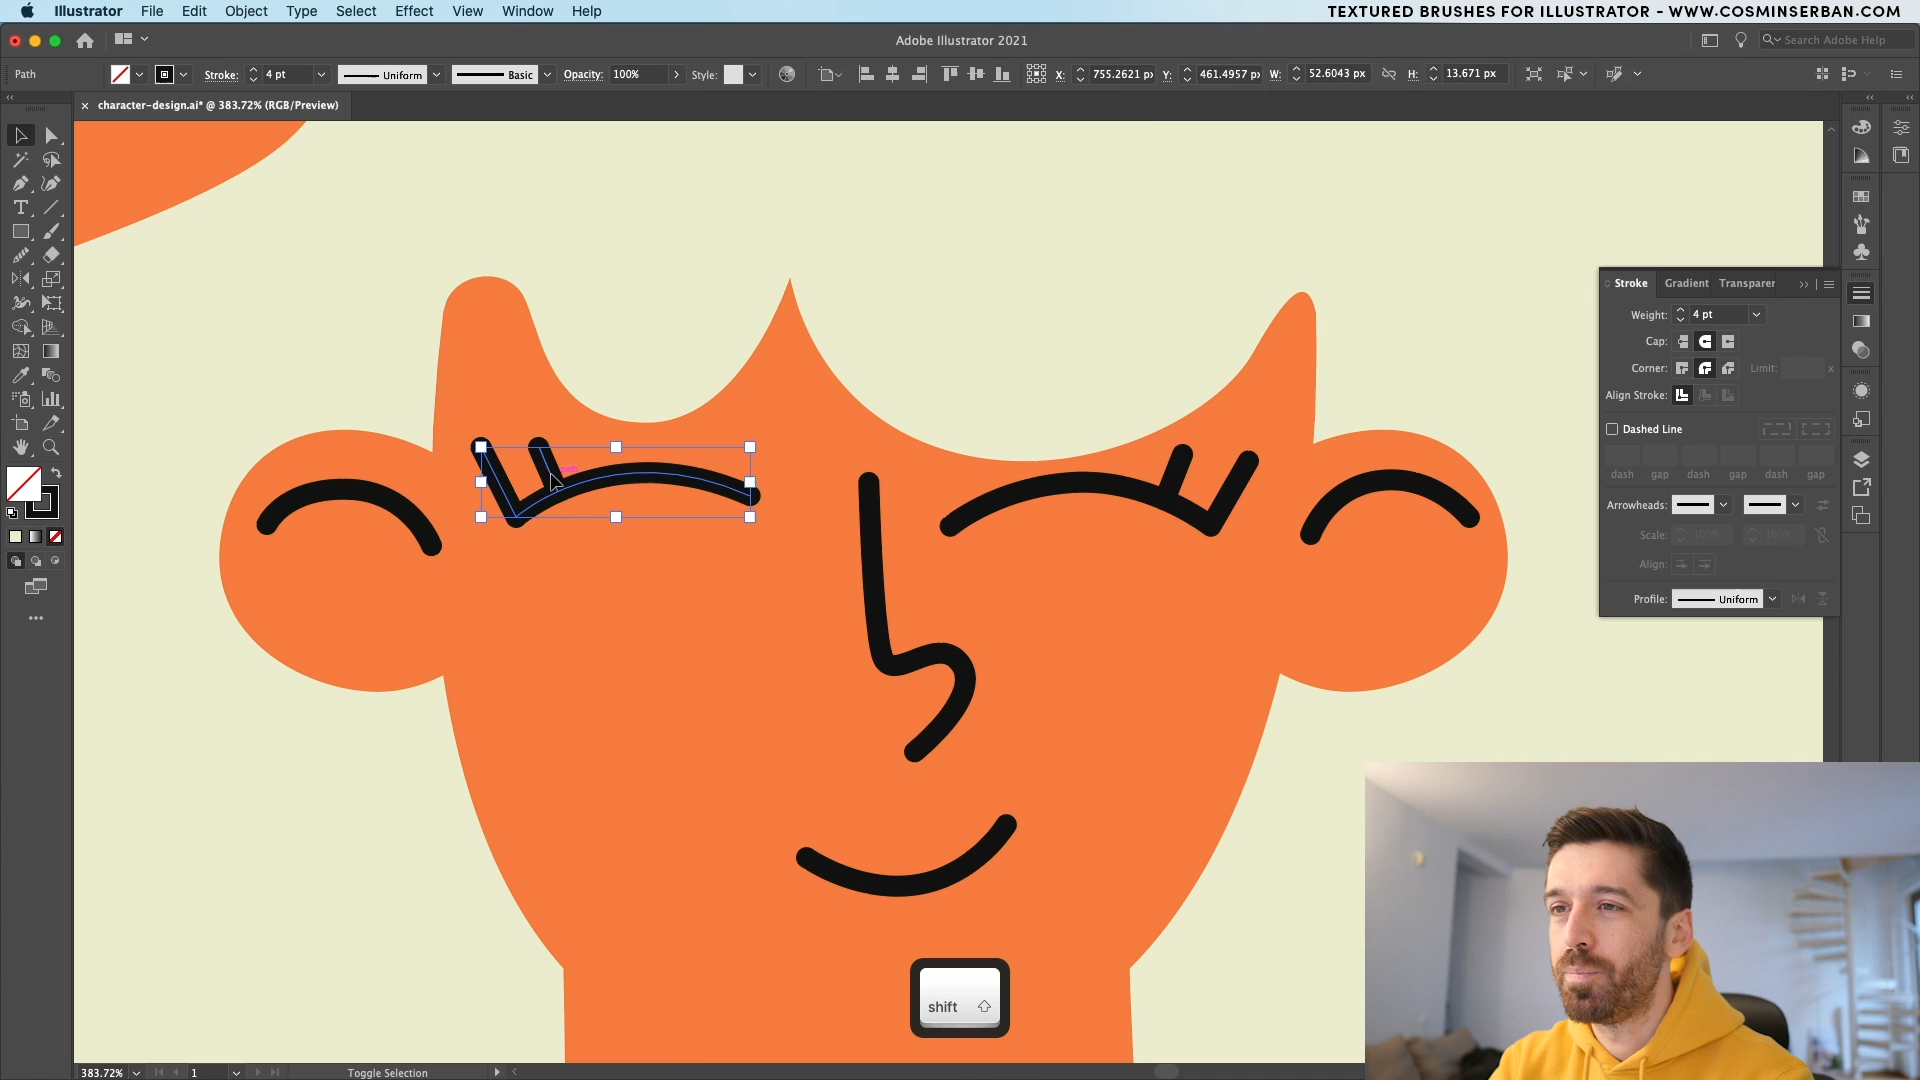 Illustrator File Edit Object Type Select Effect View Window Help
TEXTURED BRUSHES FOR ILLUSTRATOR - WWW.COSMINSERBAN.COM
Adobe Illustrator 2021
Search Adobe Help
Path
Stroke: 4 pt
Uniform
Basic
Opacity: 100%
Style:
X: 755.2621 px
Y: 461.4957 px
W: 52.6043 px
H: 13.671 px
× character-design.ai* @ 383.72% (RGB/Preview)
path
Stroke Gradient Transparer
Weight: 4 pt
Cap:
Corner: Limit: x
Align Stroke:
Dashed Line
dash gap dash gap dash gap
Arrowheads:
Scale: 100% 100%
Align:
Profile: Uniform
shift
383.72% 1 Toggle Selection